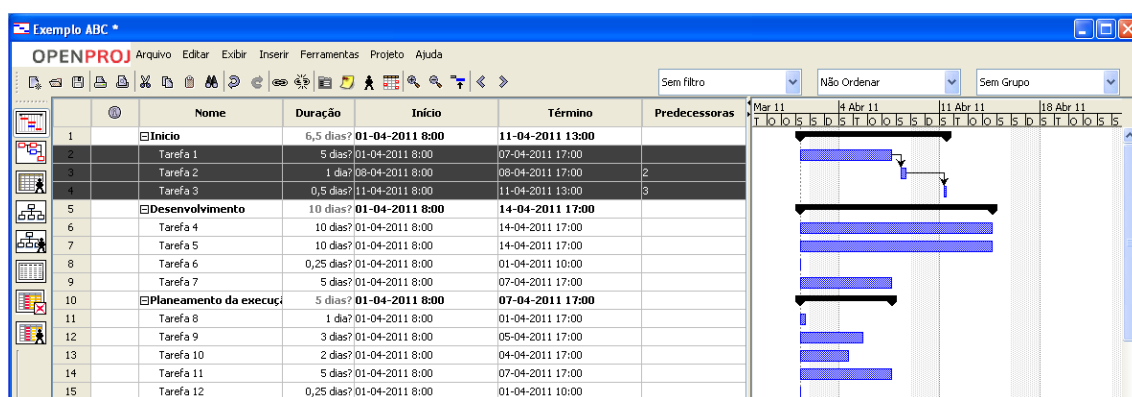 Exemplo ABC *
OPENPROJ Arquivo Editar Exibir Inserir Ferramentas Projeto Ajuda
Sem filtro Não Ordenar Sem Grupo
Nome Duração Início Término Predecessoras Mar 11 4 Abr 11 11 Abr 11 18 Abr 11
T Q Q S S D S T Q Q S S D S T Q Q S S D S T Q Q S S
1 Inicio 6,5 dias? 01-04-2011 8:00 11-04-2011 13:00
2 Tarefa 1 5 dias? 01-04-2011 8:00 07-04-2011 17:00
3 Tarefa 2 1 dia? 08-04-2011 8:00 08-04-2011 17:00 2
4 Tarefa 3 0,5 dias? 11-04-2011 8:00 11-04-2011 13:00 3
5 Desenvolvimento 10 dias? 01-04-2011 8:00 14-04-2011 17:00
6 Tarefa 4 10 dias? 01-04-2011 8:00 14-04-2011 17:00
7 Tarefa 5 10 dias? 01-04-2011 8:00 14-04-2011 17:00
8 Tarefa 6 0,25 dias? 01-04-2011 8:00 01-04-2011 10:00
9 Tarefa 7 5 dias? 01-04-2011 8:00 07-04-2011 17:00
10 Planeamento da execuçã 5 dias? 01-04-2011 8:00 07-04-2011 17:00
11 Tarefa 8 1 dia? 01-04-2011 8:00 01-04-2011 17:00
12 Tarefa 9 3 dias? 01-04-2011 8:00 05-04-2011 17:00
13 Tarefa 10 2 dias? 01-04-2011 8:00 04-04-2011 17:00
14 Tarefa 11 5 dias? 01-04-2011 8:00 07-04-2011 17:00
15 Tarefa 12 0,25 dias? 01-04-2011 8:00 01-04-2011 10:00